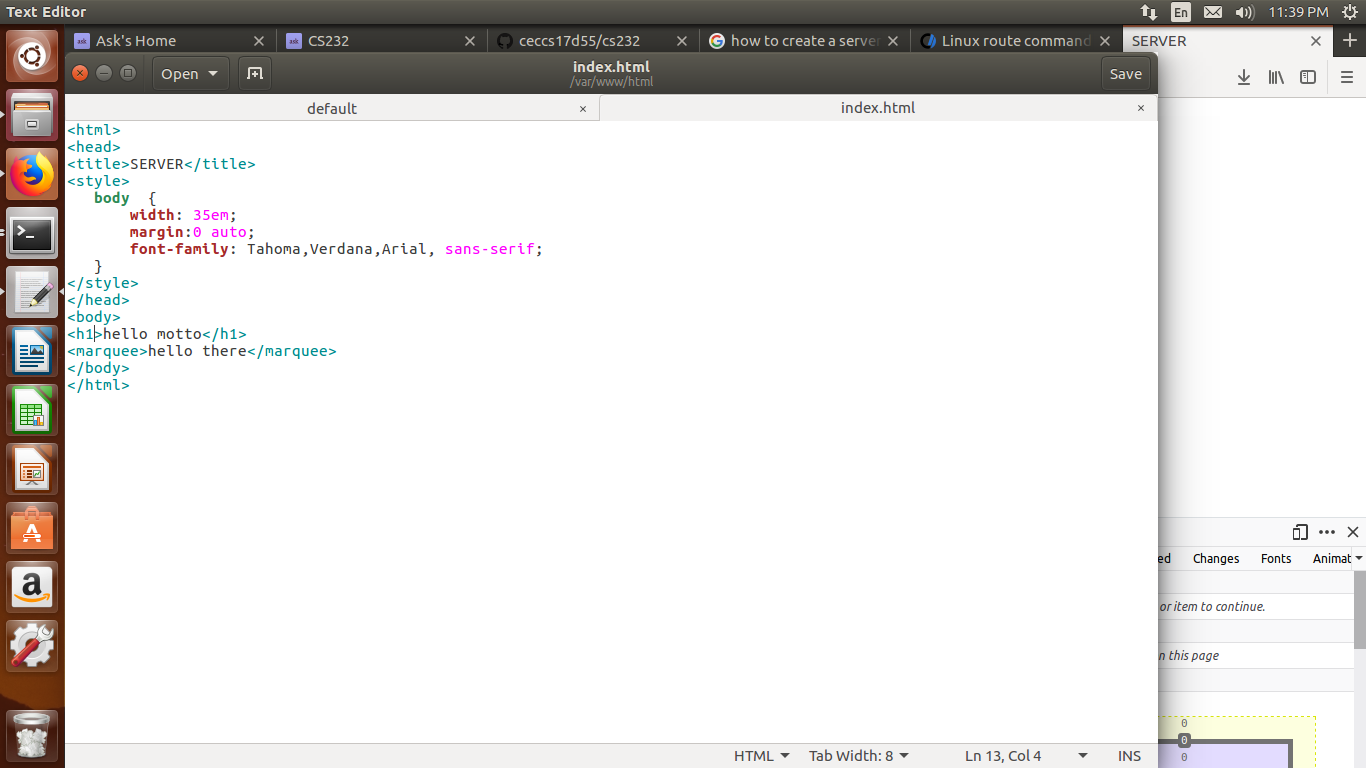 Text Editor
En
11:39 PM
Ask's Home
CS232
ceccs17d55/cs232
how to create a server
Linux route command
SERVER
Open
index.html
/var/www/html
Save
default
index.html
<html>
<head>
<title>SERVER</title>
<style>
body {
width: 35em;
margin:0 auto;
font-family: Tahoma,Verdana,Arial, sans-serif;
}
</style>
</head>
<body>
<h1>hello motto</h1>
<marquee>hello there</marquee>
</body>
</html>
ed Changes Fonts Animat
or item to continue.
n this page
0
0
0
HTML Tab Width: 8 Ln 13, Col 4 INS